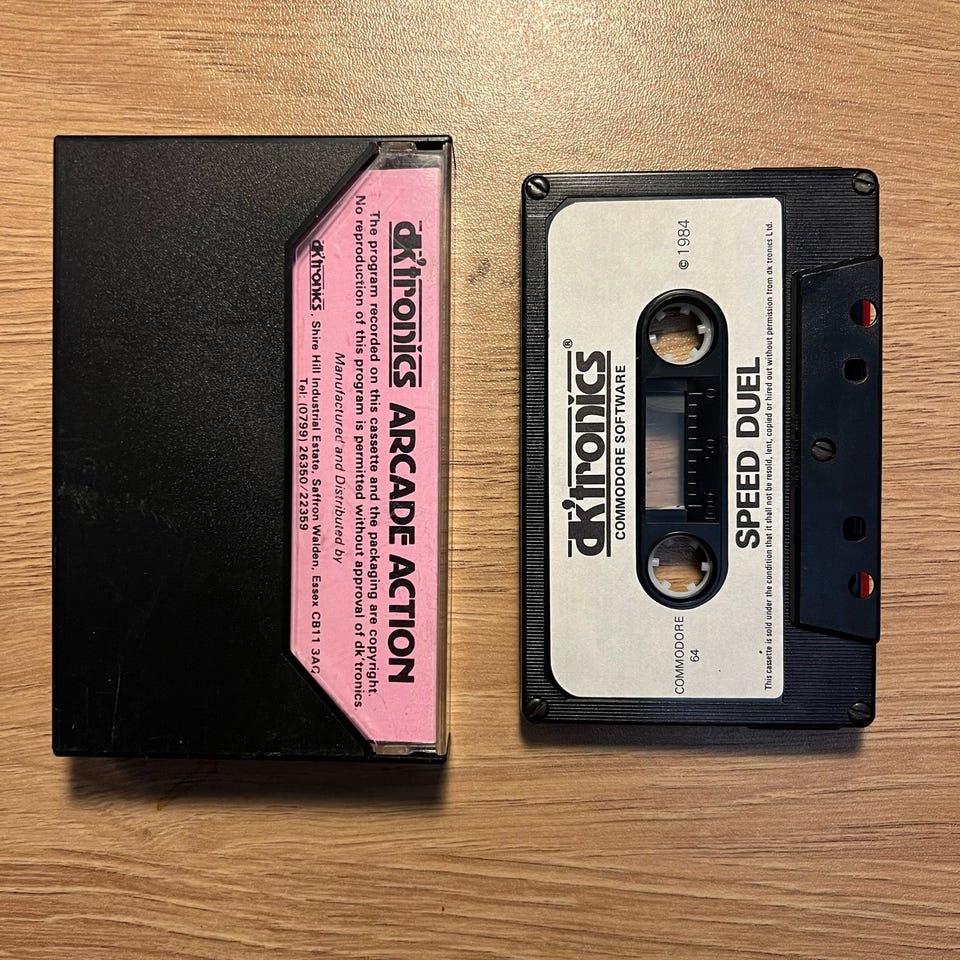 dk'tronics ARCADE ACTION
The program recorded on this cassette and the packaging are copyright.
No reproduction of this program is permitted without approval of dk'tronics.
Manufactured and Distributed by
dk'tronics, Shire Hill Industrial Estate, Saffron Walden, Essex CB11 3AQ
Tel: (0799) 26350/22359
dk'tronics®
COMMODORE SOFTWARE
COMMODORE
64
© 1984
SPEED DUEL
This cassette is sold under the condition that it shall not be resold, lent, copied or hired out without permission from dk tronics Ltd.